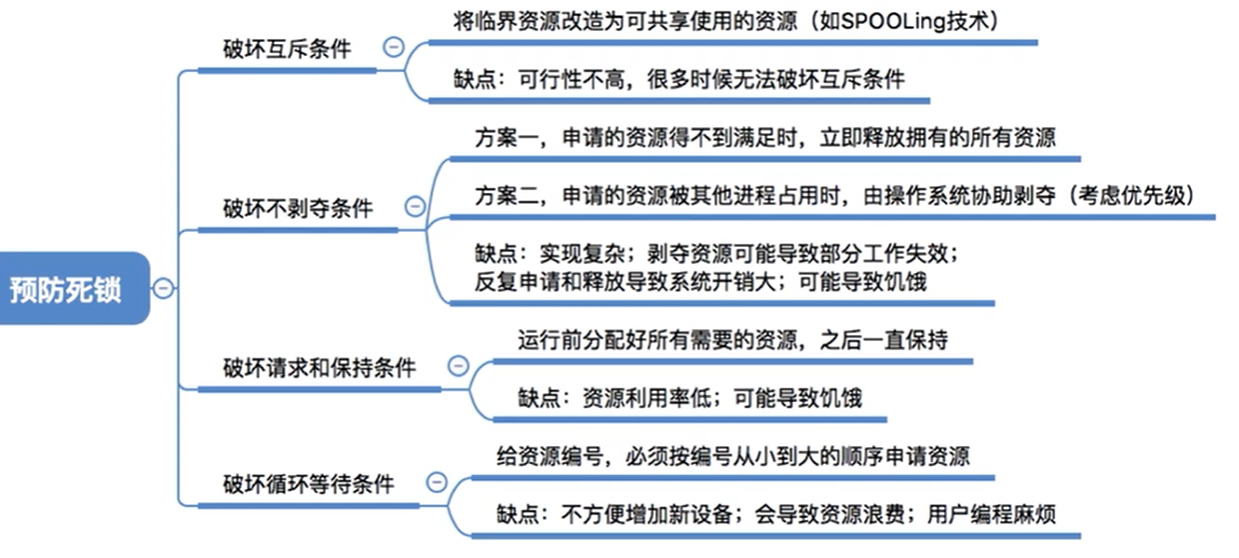 预防死锁
破坏互斥条件
将临界资源改造为可共享使用的资源（如SPOOLing技术）
缺点：可行性不高，很多时候无法破坏互斥条件
破坏不剥夺条件
方案一，申请的资源得不到满足时，立即释放拥有的所有资源
方案二，申请的资源被其他进程占用时，由操作系统协助剥夺（考虑优先级）
缺点：实现复杂；剥夺资源可能导致部分工作失效；
反复申请和释放导致系统开销大；可能导致饥饿
破坏请求和保持条件
运行前分配好所有需要的资源，之后一直保持
缺点：资源利用率低；可能导致饥饿
破坏循环等待条件
给资源编号，必须按编号从小到大的顺序申请资源
缺点：不方便增加新设备；会导致资源浪费；用户编程麻烦